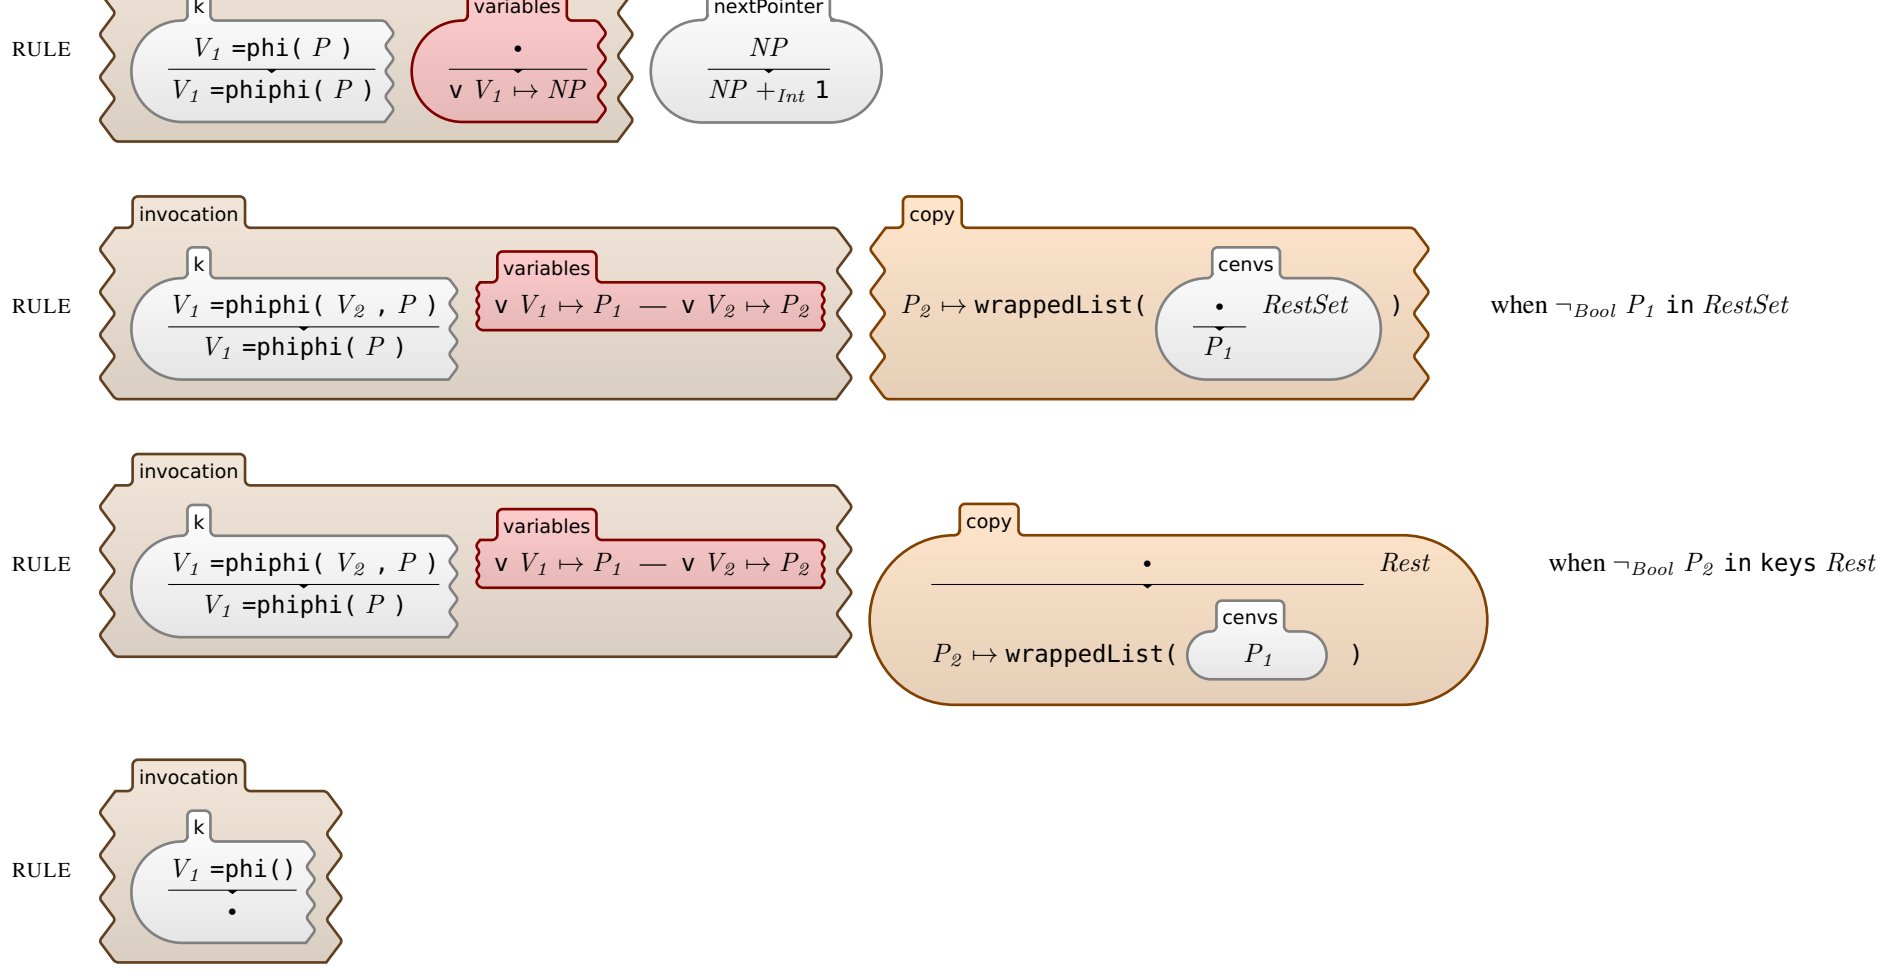 k variables nextPointer
RULE V₁ =phi( P ) • NP
V₁ =phiphi( P ) v V₁ ↦ NP NP +Int 1
invocation copy
k variables cenvs
RULE V₁ =phiphi( V₂ , P ) v V₁ ↦ P₁ — v V₂ ↦ P₂ P₂ ↦ wrappedList( • RestSet ) when ¬Bool P₁ in RestSet
V₁ =phiphi( P ) P₁
invocation
k variables copy
RULE V₁ =phiphi( V₂ , P ) v V₁ ↦ P₁ — v V₂ ↦ P₂ • Rest when ¬Bool P₂ in keys Rest
V₁ =phiphi( P )
cenvs
P₂ ↦ wrappedList( P₁ )
invocation
k
RULE V₁ =phi()
•